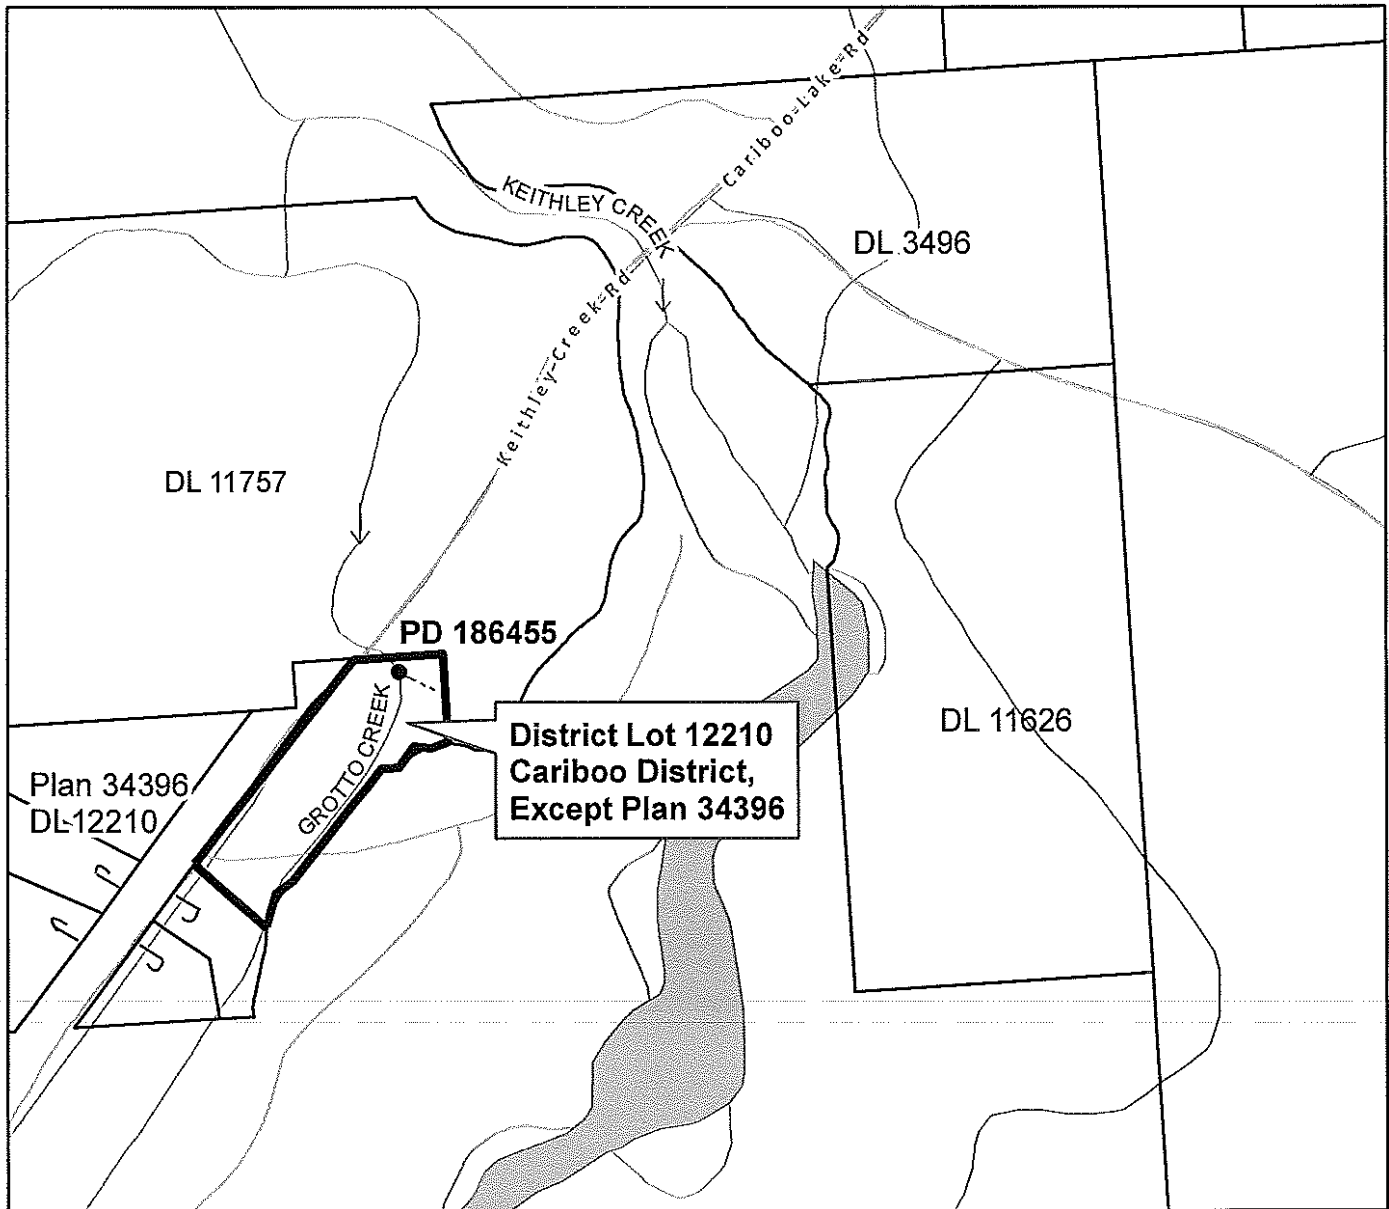 Cariboo-Lake-Rd
KEITHLEY CREEK
DL 3496
Keithley-Creek-Rd
DL 11757
PD 186455
GROTTO CREEK
District Lot 12210
Cariboo District,
Except Plan 34396
DL 11626
Plan 34396
DL 12210